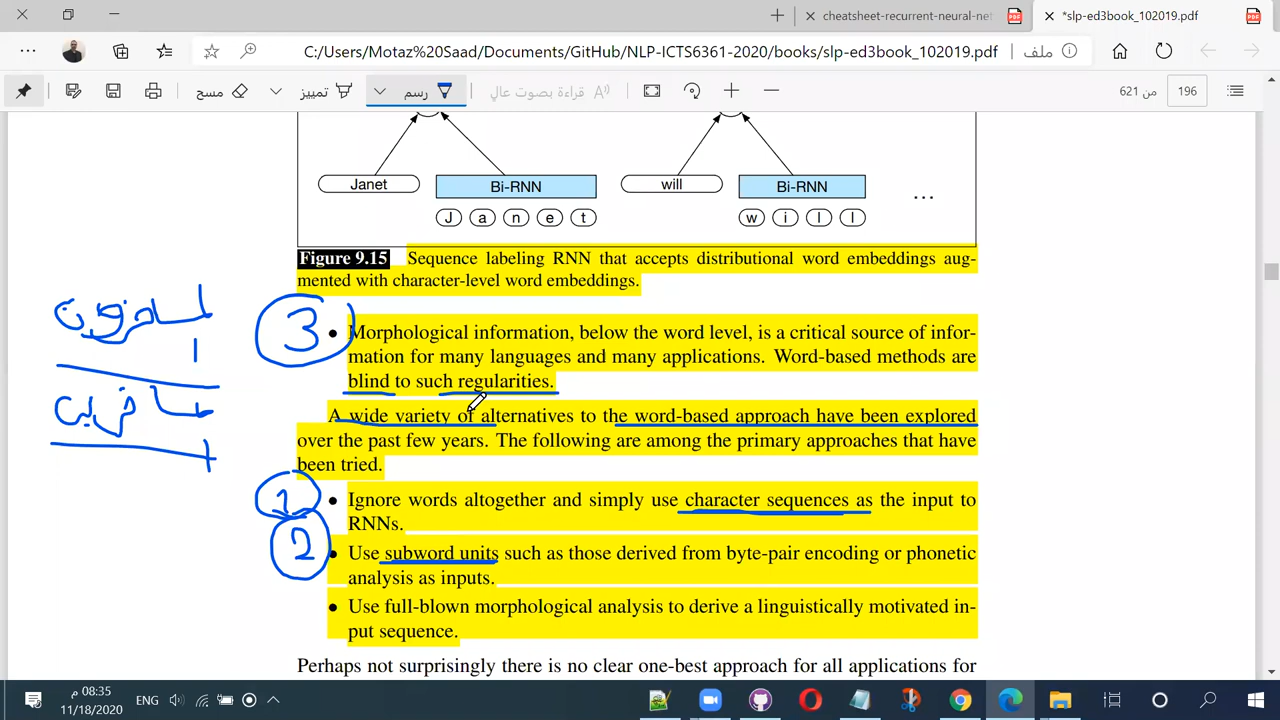 cheatsheet-recurrent-neural-net
*slp-ed3book_102019.pdf
C:/Users/Motaz%20Saad/Documents/GitHub/NLP-ICTS6361-2020/books/slp-ed3book_102019.pdf
ملف
مسح
تمييز
رسم
قراءة بصوت عالٍ
من 621
196
Janet
Bi-RNN
will
Bi-RNN
...
J a n e t
w i l l
Figure 9.15 Sequence labeling RNN that accepts distributional word embeddings aug-
mented with character-level word embeddings.
3
• Morphological information, below the word level, is a critical source of infor-
mation for many languages and many applications. Word-based methods are
blind to such regularities.
A wide variety of alternatives to the word-based approach have been explored
over the past few years. The following are among the primary approaches that have
been tried.
1
• Ignore words altogether and simply use character sequences as the input to
RNNs.
2
• Use subword units such as those derived from byte-pair encoding or phonetic
analysis as inputs.
• Use full-blown morphological analysis to derive a linguistically motivated in-
put sequence.
Perhaps not surprisingly there is no clear one-best approach for all applications for
08:35 م
11/18/2020
ENG